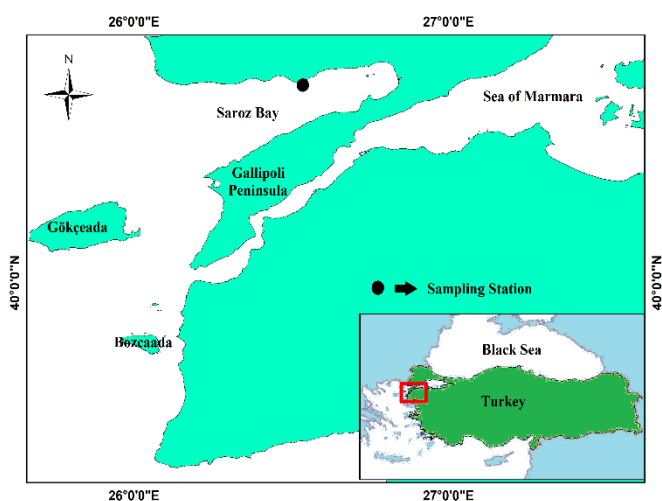 26°0'0"E 27°0'0"E
N
Sea of Marmara
Saroz Bay
Gallipoli
Peninsula
Gökçeada
40°0'0"N 40°0'0"N
Sampling Station
Bozcaada
Black Sea
Turkey
26°0'0"E 27°0'0"E